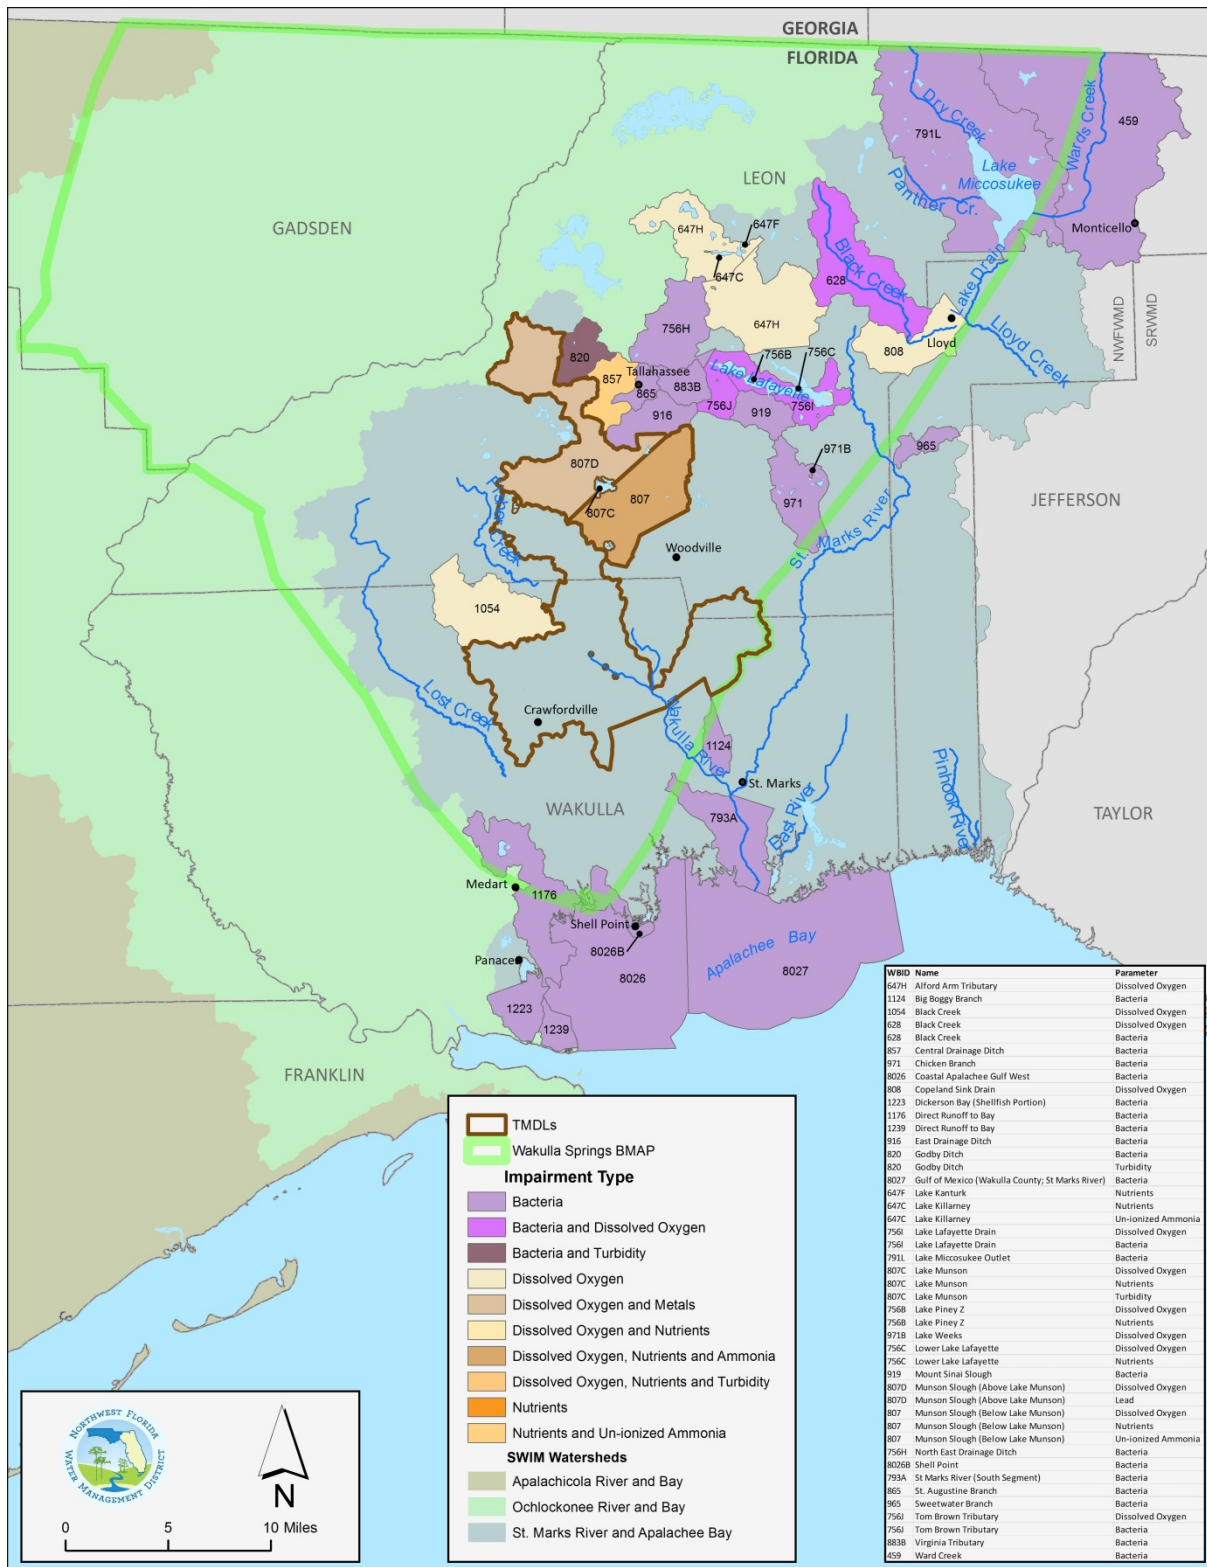 GEORGIA
FLORIDA
Dry Creek
791L
459
Wards Creek
Lake
Miccosukee
LEON
Panther Cr.
GADSDEN
647F
647H
Monticello
647C
Black Creek
628
Lake Drain
NWFWMD
SRWMD
647H
756H
Lloyd
Lloyd Creek
808
820
756B
756C
857
Tallahassee
Lake Lafayette
865
883B
756J
756I
916
919
971B
965
807D
807
971
JEFFERSON
807C
Creek
St. Marks River
Woodville
1054
Lost Creek
Crawfordville
Wakulla River
1124
St. Marks
East River
Pinhook River
WAKULLA
793A
TAYLOR
Medart
1176
Shell Point
8026B
Apalachee Bay
Panace
8026
8027
1223
1239
FRANKLIN
TMDLs
Wakulla Springs BMAP
Impairment Type
Bacteria
Bacteria and Dissolved Oxygen
Bacteria and Turbidity
Dissolved Oxygen
Dissolved Oxygen and Metals
Dissolved Oxygen and Nutrients
Dissolved Oxygen, Nutrients and Ammonia
Dissolved Oxygen, Nutrients and Turbidity
Nutrients
Nutrients and Un-ionized Ammonia
SWIM Watersheds
Apalachicola River and Bay
Ochlockonee River and Bay
St. Marks River and Apalachee Bay
NORTHWEST FLORIDA
WATER MANAGEMENT DISTRICT
N
0 5 10 Miles
WBID Name Parameter
647H Alford Arm Tributary Dissolved Oxygen
1124 Big Boggy Branch Bacteria
1054 Black Creek Dissolved Oxygen
628 Black Creek Dissolved Oxygen
628 Black Creek Bacteria
857 Central Drainage Ditch Bacteria
971 Chicken Branch Bacteria
8026 Coastal Apalachee Gulf West Bacteria
808 Copeland Sink Drain Dissolved Oxygen
1223 Dickerson Bay (Shellfish Portion) Bacteria
1176 Direct Runoff to Bay Bacteria
1239 Direct Runoff to Bay Bacteria
916 East Drainage Ditch Bacteria
820 Godby Ditch Bacteria
820 Godby Ditch Turbidity
8027 Gulf of Mexico (Wakulla County; St Marks River) Bacteria
647F Lake Kanturk Nutrients
647C Lake Killarney Nutrients
647C Lake Killarney Un-ionized Ammonia
756I Lake Lafayette Drain Dissolved Oxygen
756I Lake Lafayette Drain Bacteria
791L Lake Miccosukee Outlet Bacteria
807C Lake Munson Dissolved Oxygen
807C Lake Munson Nutrients
807C Lake Munson Turbidity
756B Lake Piney Z Dissolved Oxygen
756B Lake Piney Z Nutrients
971B Lake Weeks Dissolved Oxygen
756C Lower Lake Lafayette Dissolved Oxygen
756C Lower Lake Lafayette Nutrients
919 Mount Sinai Slough Bacteria
807D Munson Slough (Above Lake Munson) Dissolved Oxygen
807D Munson Slough (Above Lake Munson) Lead
807 Munson Slough (Below Lake Munson) Dissolved Oxygen
807 Munson Slough (Below Lake Munson) Nutrients
807 Munson Slough (Below Lake Munson) Un-ionized Ammonia
756H North East Drainage Ditch Bacteria
8026B Shell Point Bacteria
793A St Marks River (South Segment) Bacteria
865 St. Augustine Branch Bacteria
965 Sweetwater Branch Bacteria
756J Tom Brown Tributary Dissolved Oxygen
756J Tom Brown Tributary Bacteria
883B Virginia Tributary Bacteria
459 Ward Creek Bacteria